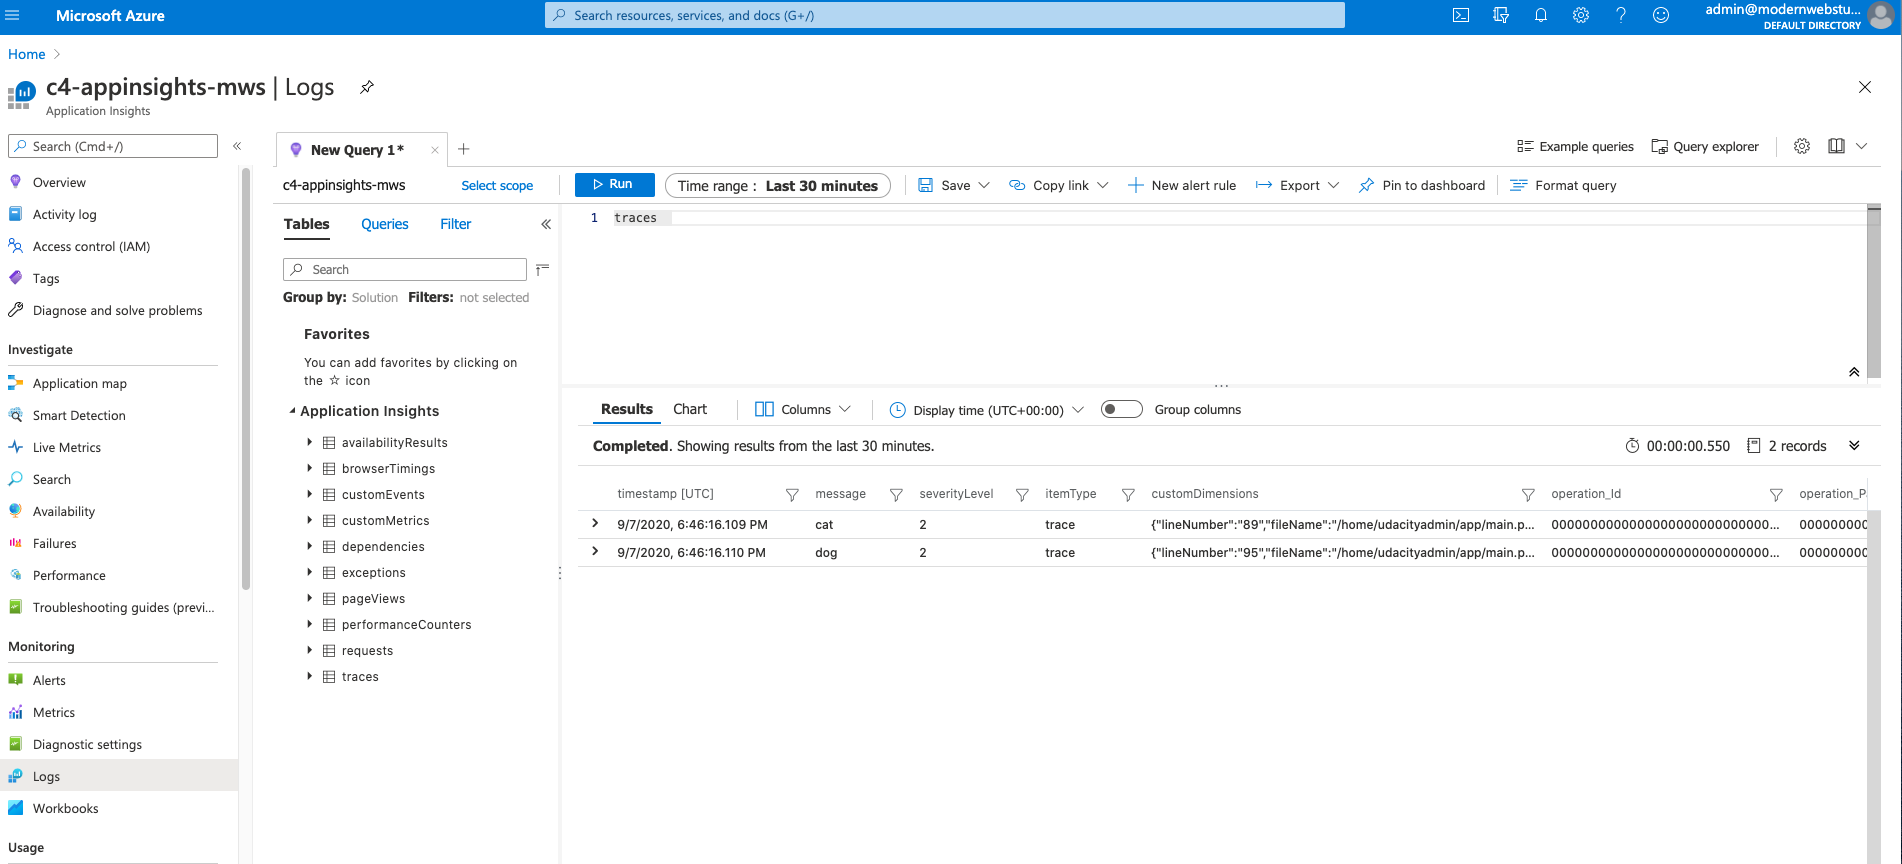 Microsoft Azure
Search resources, services, and docs (G+/)
admin@modernwebstu...
DEFAULT DIRECTORY
Home
c4-appinsights-mws | Logs
Application Insights
Search (Cmd+/)
Overview
Activity log
Access control (IAM)
Tags
Diagnose and solve problems
Investigate
Application map
Smart Detection
Live Metrics
Search
Availability
Failures
Performance
Troubleshooting guides (previ...
Monitoring
Alerts
Metrics
Diagnostic settings
Logs
Workbooks
Usage
New Query 1*
Example queries
Query explorer
c4-appinsights-mws
Select scope
Run
Time range : Last 30 minutes
Save
Copy link
New alert rule
Export
Pin to dashboard
Format query
Tables
Queries
Filter
Search
Group by: Solution Filters: not selected
Favorites
You can add favorites by clicking on
the ☆ icon
Application Insights
availabilityResults
browserTimings
customEvents
customMetrics
dependencies
exceptions
pageViews
performanceCounters
requests
traces
1 traces
Results
Chart
Columns
Display time (UTC+00:00)
Group columns
Completed. Showing results from the last 30 minutes.
00:00:00.550
2 records
timestamp [UTC] message severityLevel itemType customDimensions operation_Id operation_P
9/7/2020, 6:46:16.109 PM cat 2 trace {"lineNumber":"89","fileName":"/home/udacityadmin/app/main.p... 00000000000000000000000000000... 000000000
9/7/2020, 6:46:16.110 PM dog 2 trace {"lineNumber":"95","fileName":"/home/udacityadmin/app/main.p... 00000000000000000000000000000... 000000000